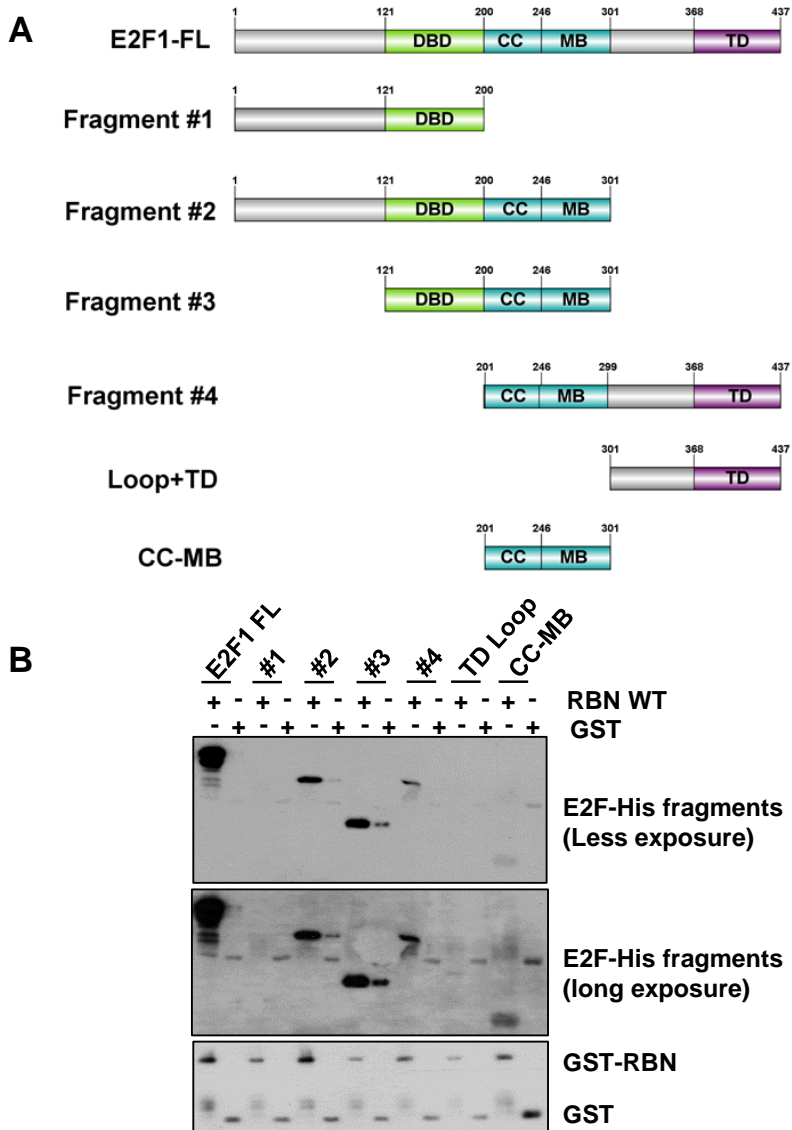 A
1 121 200 246 301 368 437
E2F1-FL DBD CC MB TD
1 121 200
Fragment #1 DBD
1 121 200 246 301
Fragment #2 DBD CC MB
121 200 246 301
Fragment #3 DBD CC MB
201 246 299 368 437
Fragment #4 CC MB TD
301 368 437
Loop+TD TD
201 246 301
CC-MB CC MB
B
E2F1 FL #1 #2 #3 #4 TD Loop CC-MB
+ - + - + - + - + - + - + - RBN WT
- + - + - + - + - + - + - + GST
E2F-His fragments
(Less exposure)
E2F-His fragments
(long exposure)
GST-RBN
GST